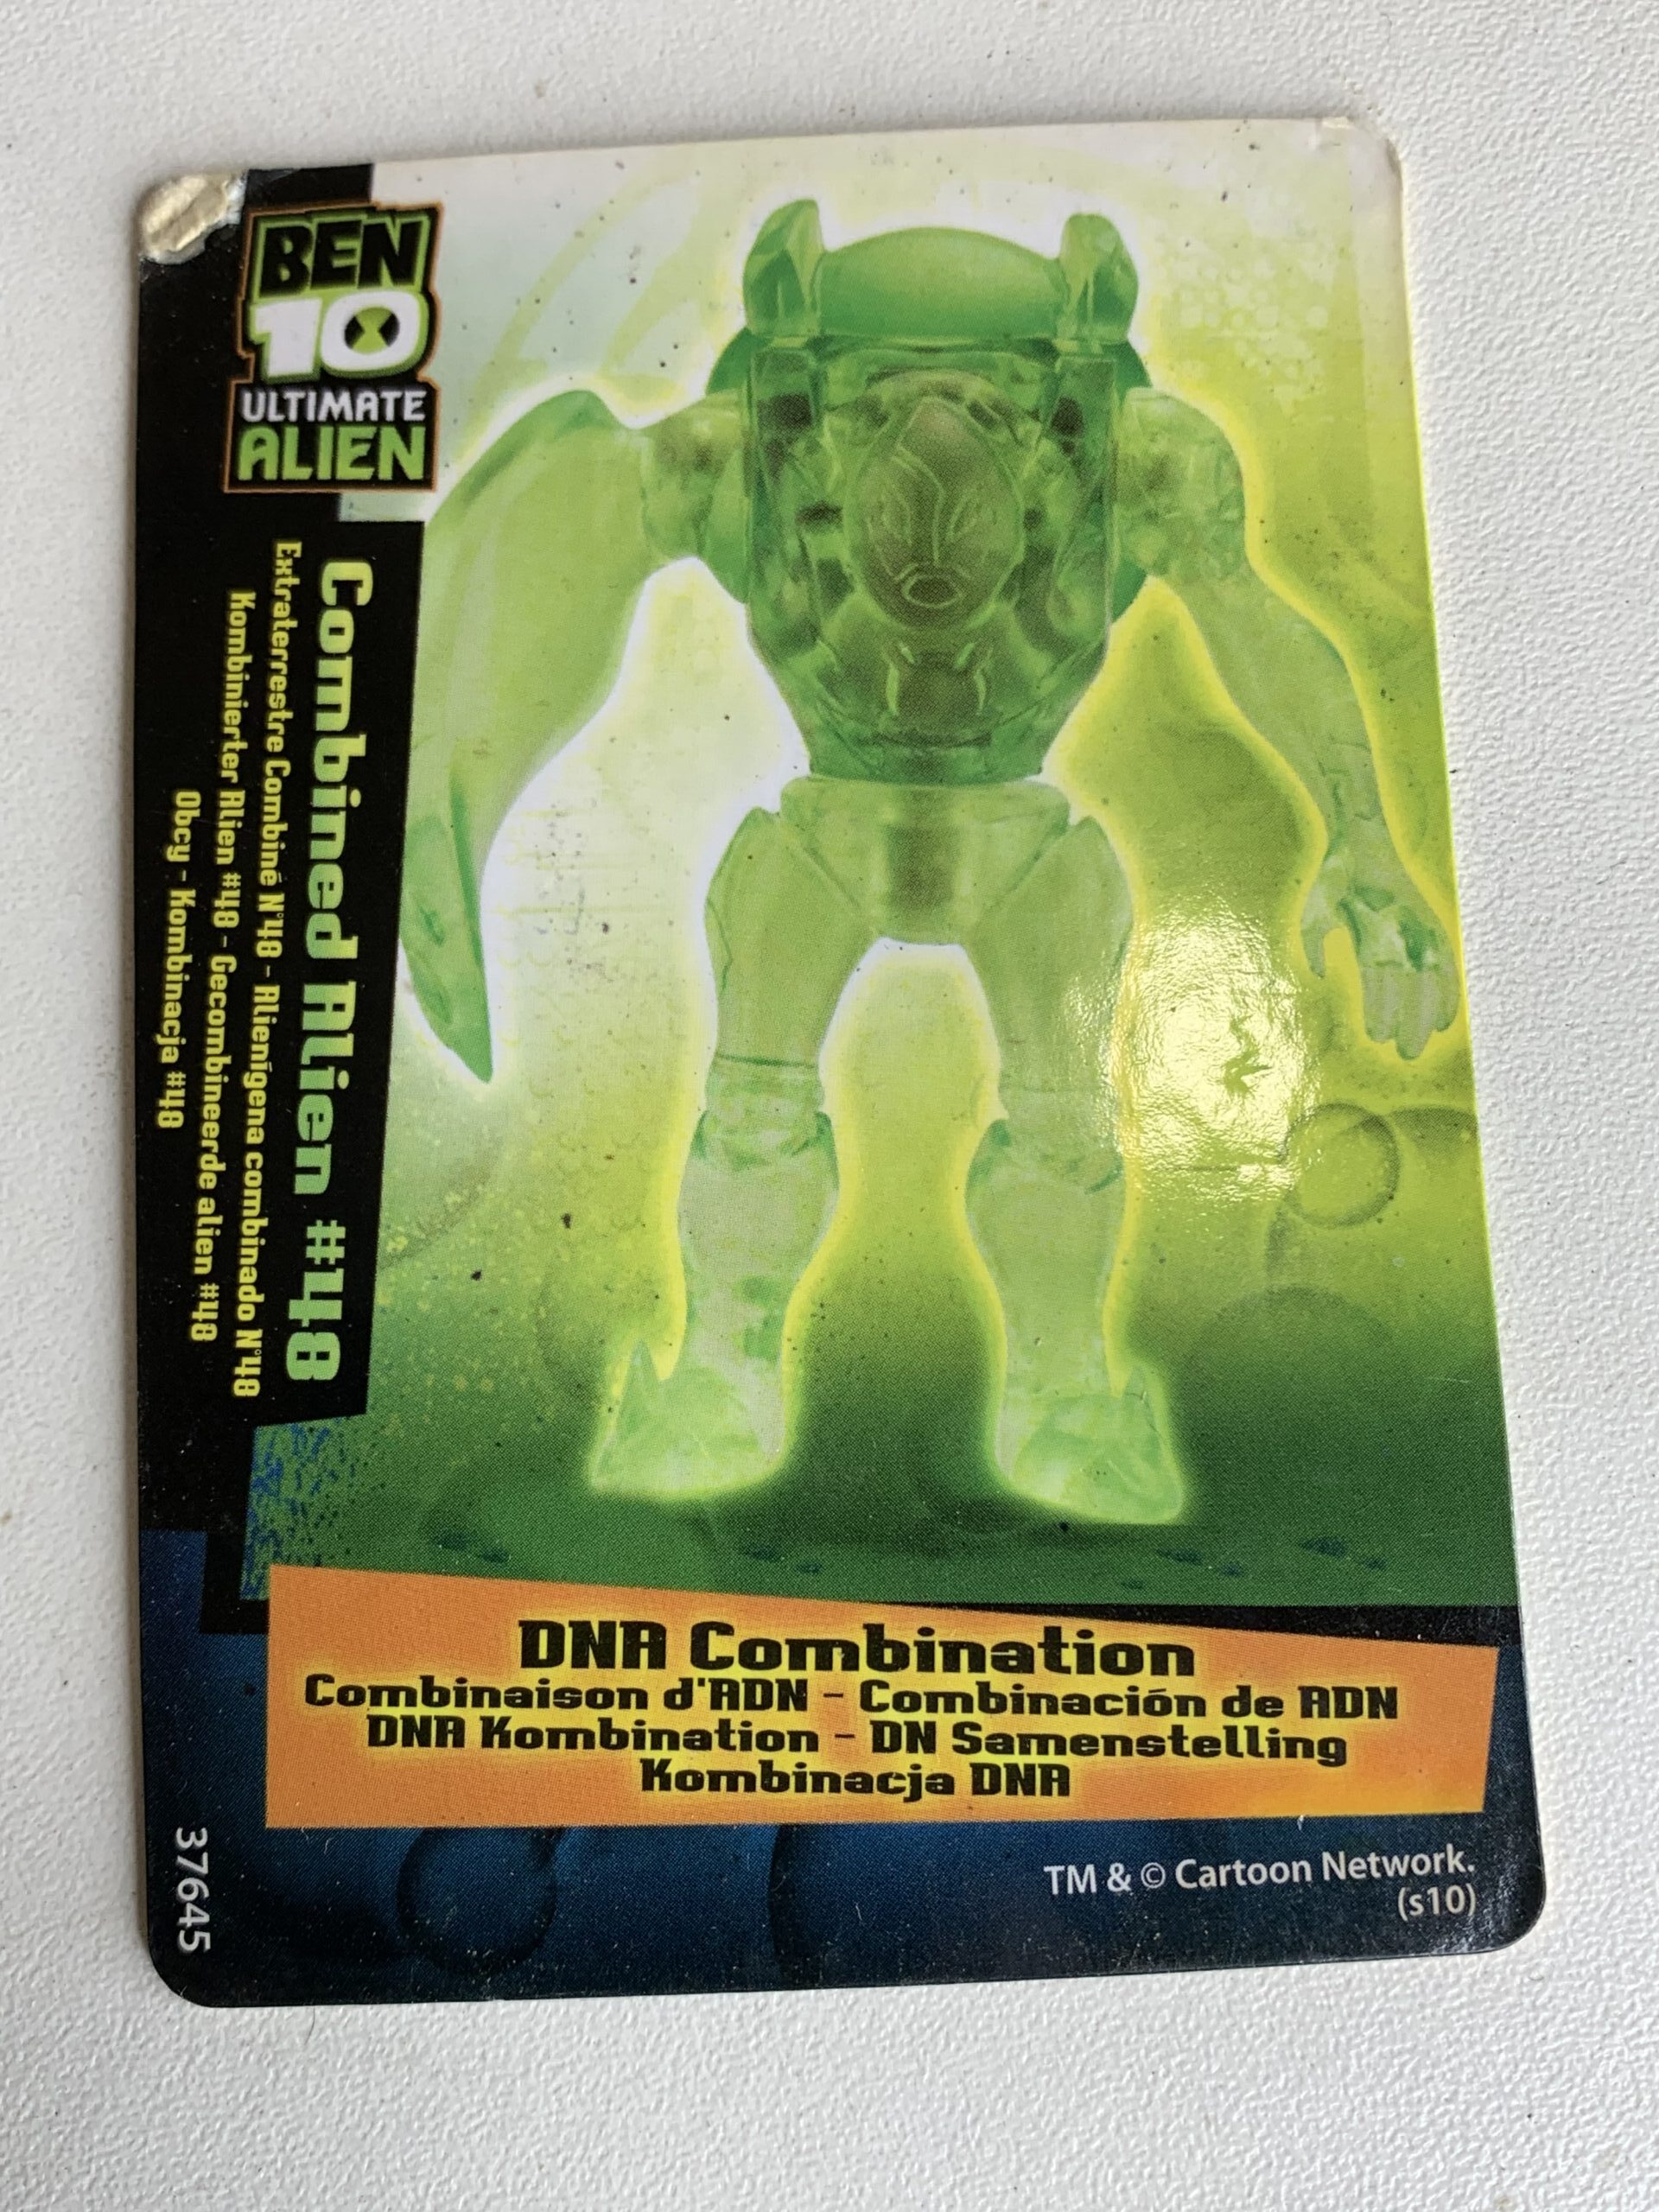 BEN
10
ULTIMATE
ALIEN
Combined Alien #48
Extraterrestre Combiné N°48 - Alienígena combinado N°48
Kombinierter Alien #48 - Gecombineerde alien #48
Obcy - Kombinacja #48
DNA Combination
Combinaison d'ADN - Combinación de ADN
DNA Kombination - DN Samenstelling
Kombinacja DNA
TM & © Cartoon Network.
(s10)
37645